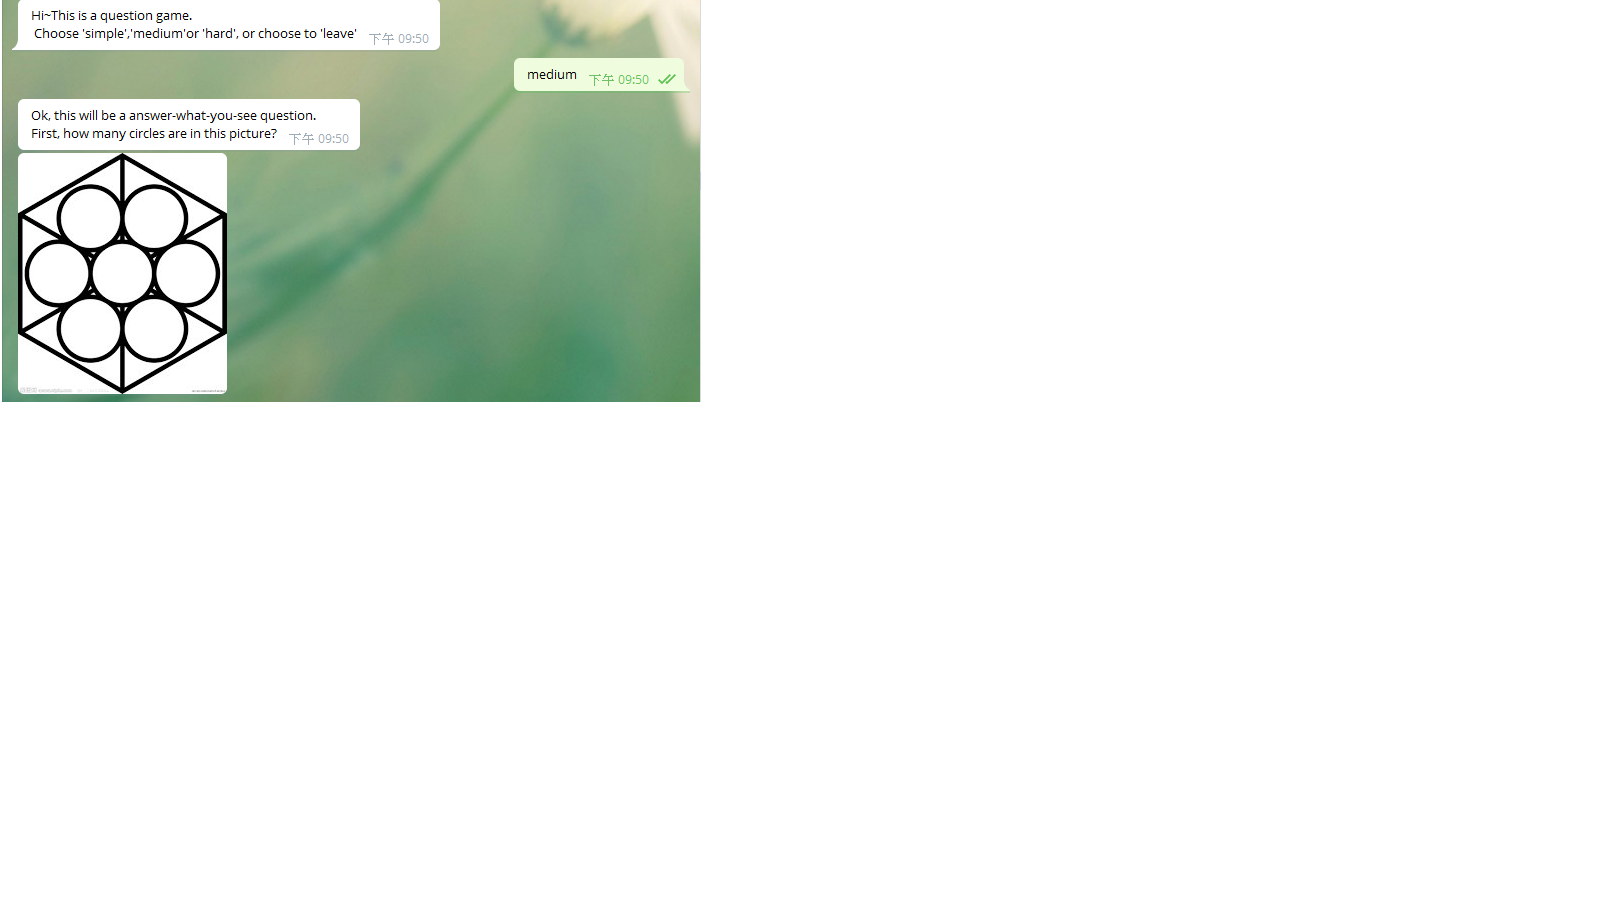 Hi~This is a question game.
Choose 'simple','medium'or 'hard', or choose to 'leave' 下午 09:50
medium 下午 09:50
Ok, this will be a answer-what-you-see question.
First, how many circles are in this picture? 下午 09:50